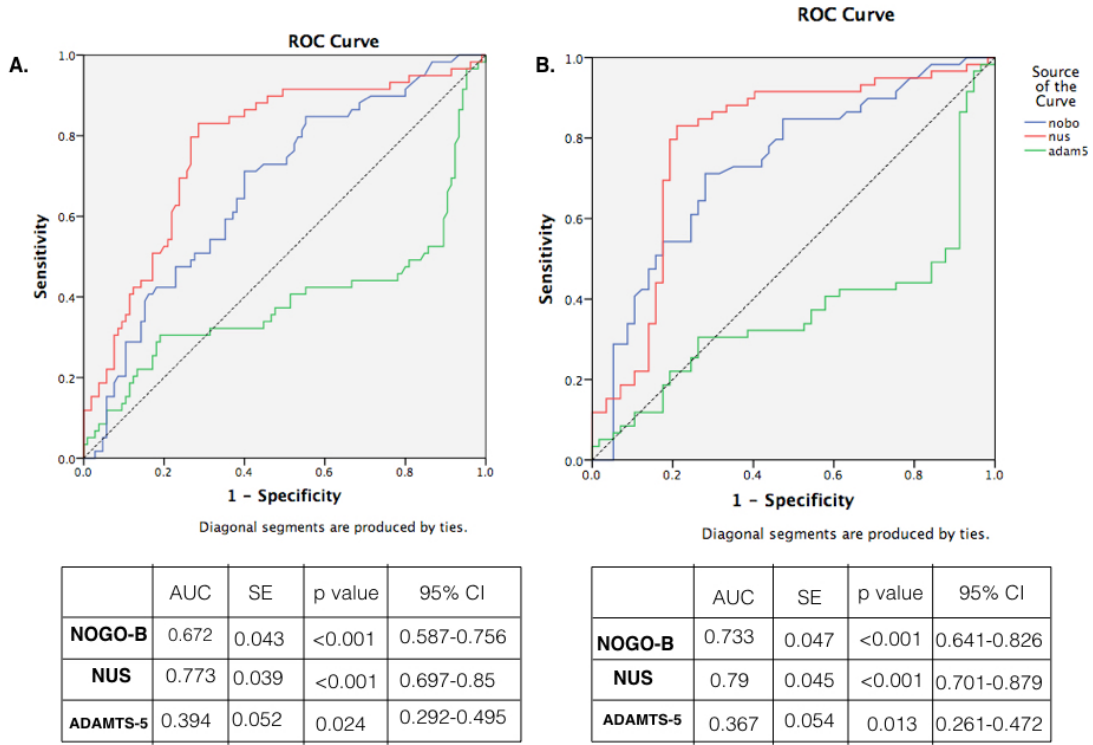 ROC Curve
A.
Sensitivity
1.0
0.8
0.6
0.4
0.2
0.0
0.0 0.2 0.4 0.6 0.8 1.0
1 - Specificity
Diagonal segments are produced by ties.
AUC SE p value 95% CI
NOGO-B 0.672 0.043 <0.001 0.587-0.756
NUS 0.773 0.039 <0.001 0.697-0.85
ADAMTS-5 0.394 0.052 0.024 0.292-0.495
ROC Curve
B.
Sensitivity
1.0
0.8
0.6
0.4
0.2
0.0
0.0 0.2 0.4 0.6 0.8 1.0
1 - Specificity
Diagonal segments are produced by ties.
Source
of the
Curve
nobo
nus
adam5
AUC SE p value 95% CI
NOGO-B 0.733 0.047 <0.001 0.641-0.826
NUS 0.79 0.045 <0.001 0.701-0.879
ADAMTS-5 0.367 0.054 0.013 0.261-0.472